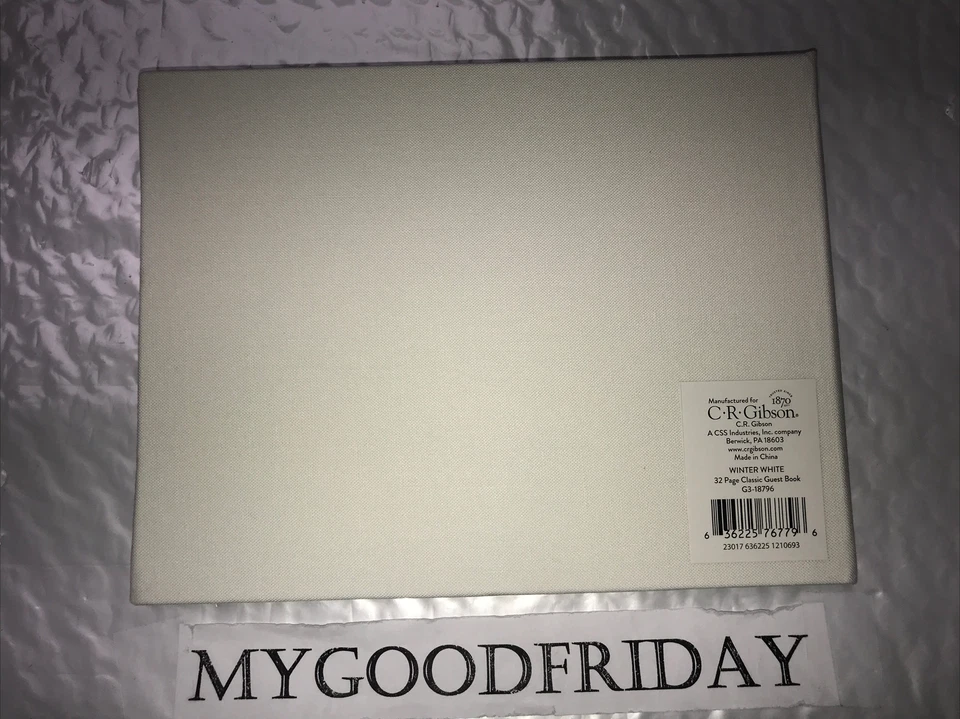 Manufactured for
1879
C·R·Gibson®
C.R. Gibson
A CSS Industries, Inc. company
Berwick, PA 18603
www.crgibson.com
Made in China
WINTER WHITE
32 Page Classic Guest Book
G3-18796
6 36225 76779 6
23017 636225 1210693
MYGOODFRIDAY